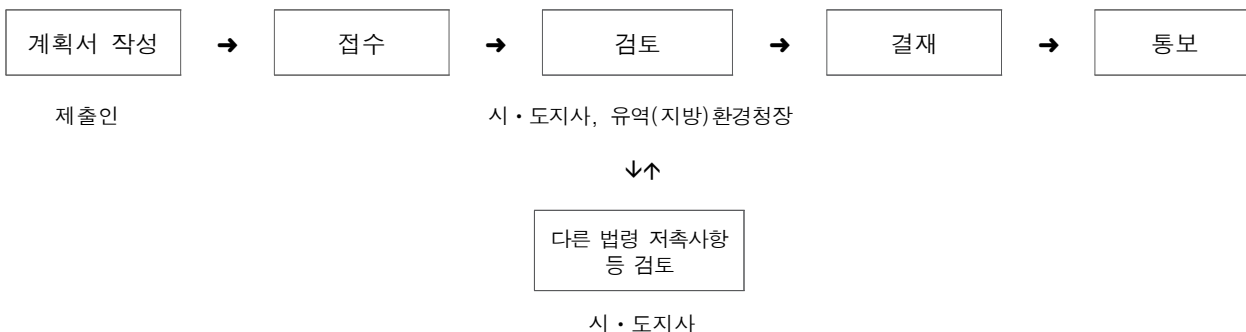 계획서 작성 ➜ 접수 ➜ 검토 ➜ 결재 ➜ 통보
제출인 시·도지사, 유역(지방)환경청장
↓↑
다른 법령 저촉사항
등 검토
시·도지사